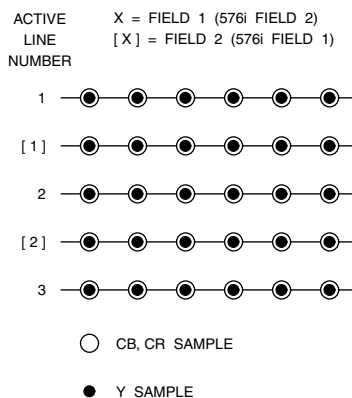 ACTIVE
LINE
NUMBER
X = FIELD 1 (576i FIELD 2)
[ X ] = FIELD 2 (576i FIELD 1)
1
[ 1 ]
2
[ 2 ]
3
CB, CR SAMPLE
Y SAMPLE